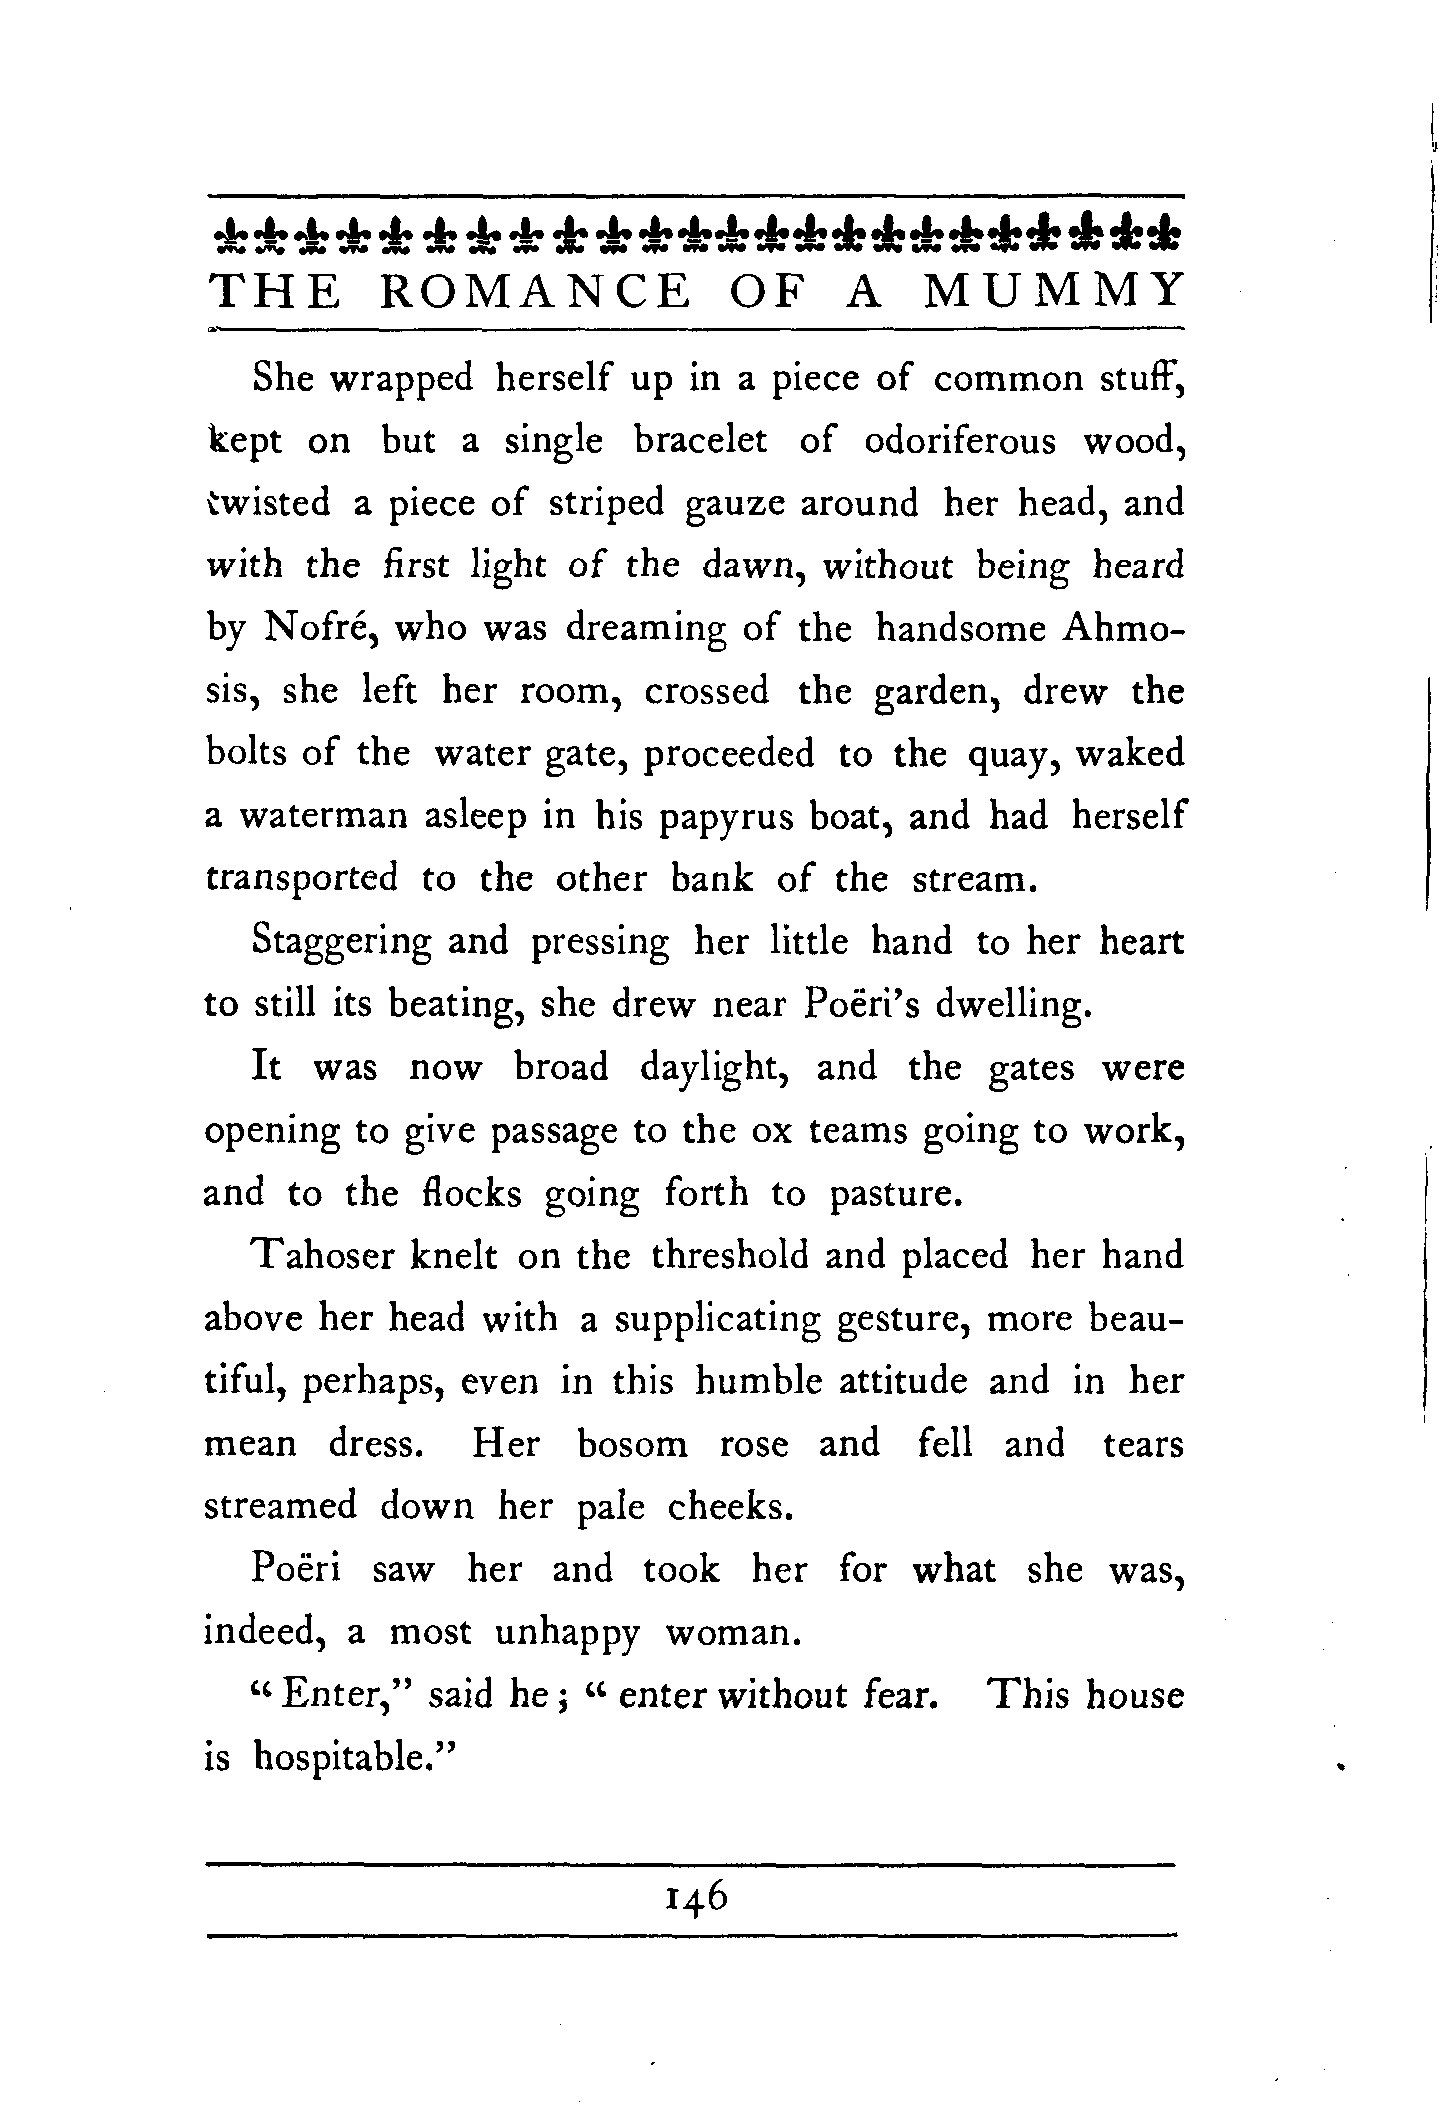 THE ROMANCE OF A MUMMY
She wrapped herself up in a piece of common stuff,
kept on but a single bracelet of odoriferous wood,
twisted a piece of striped gauze around her head, and
with the first light of the dawn, without being heard
by Nofré, who was dreaming of the handsome Ahmo-
sis, she left her room, crossed the garden, drew the
bolts of the water gate, proceeded to the quay, waked
a waterman asleep in his papyrus boat, and had herself
transported to the other bank of the stream.
Staggering and pressing her little hand to her heart
to still its beating, she drew near Poëri's dwelling.
It was now broad daylight, and the gates were
opening to give passage to the ox teams going to work,
and to the flocks going forth to pasture.
Tahoser knelt on the threshold and placed her hand
above her head with a supplicating gesture, more beau-
tiful, perhaps, even in this humble attitude and in her
mean dress. Her bosom rose and fell and tears
streamed down her pale cheeks.
Poëri saw her and took her for what she was,
indeed, a most unhappy woman.
“Enter,” said he; “enter without fear. This house
is hospitable.”
146